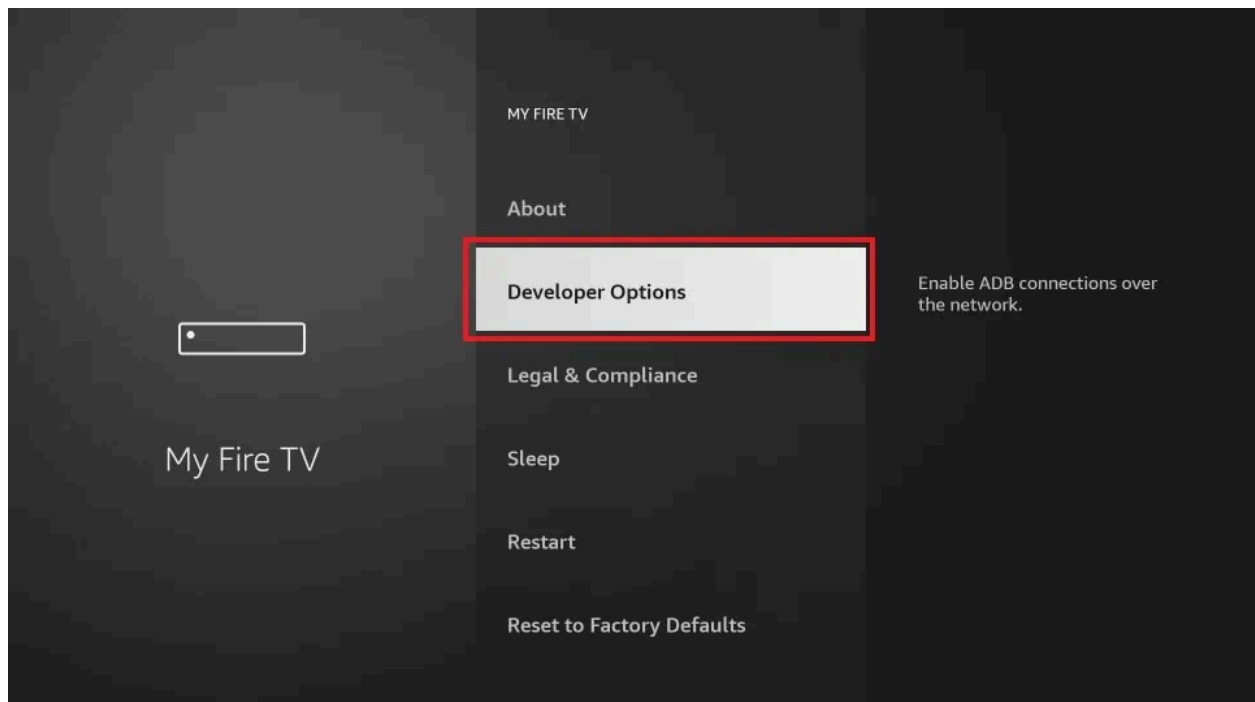 MY FIRE TV
About
Developer Options
Enable ADB connections over
the network.
Legal & Compliance
My Fire TV
Sleep
Restart
Reset to Factory Defaults